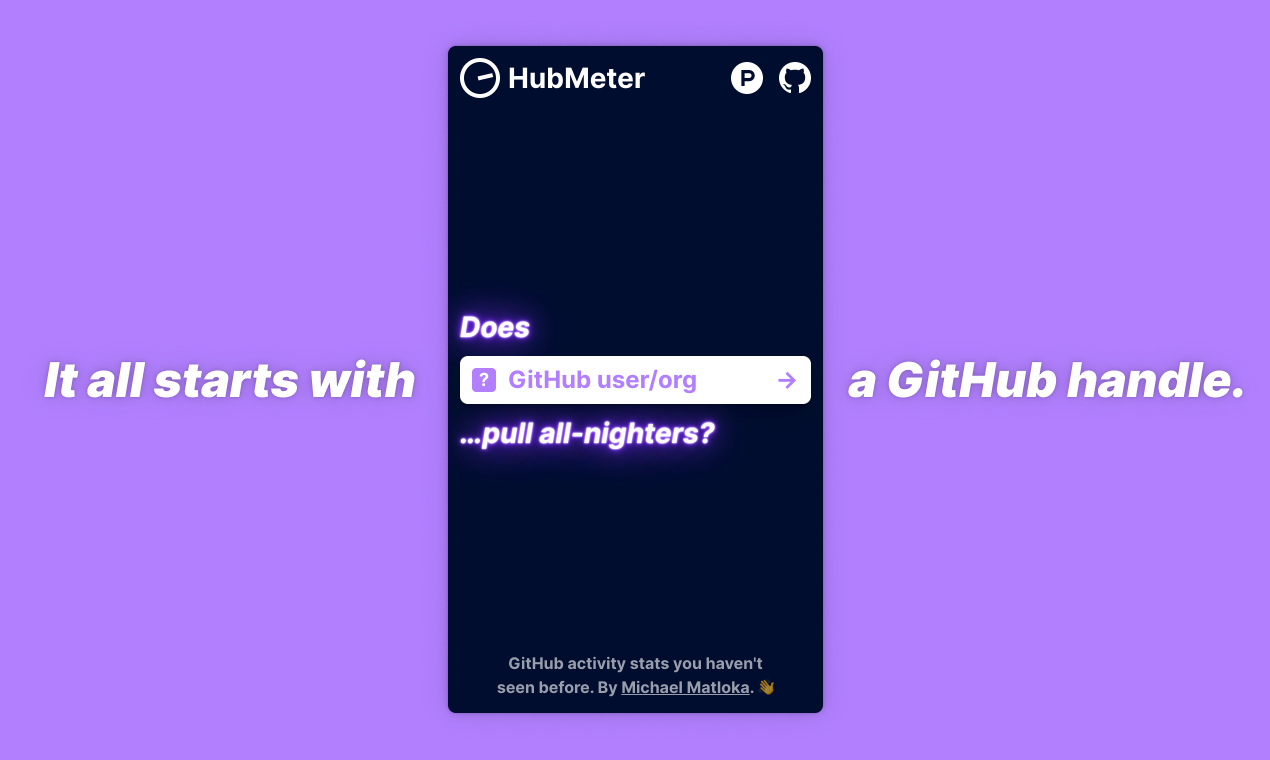 HubMeter
P
Does
It all starts with
? GitHub user/org →
a GitHub handle.
…pull all-nighters?
GitHub activity stats you haven't
seen before. By Michael Matloka. 👋